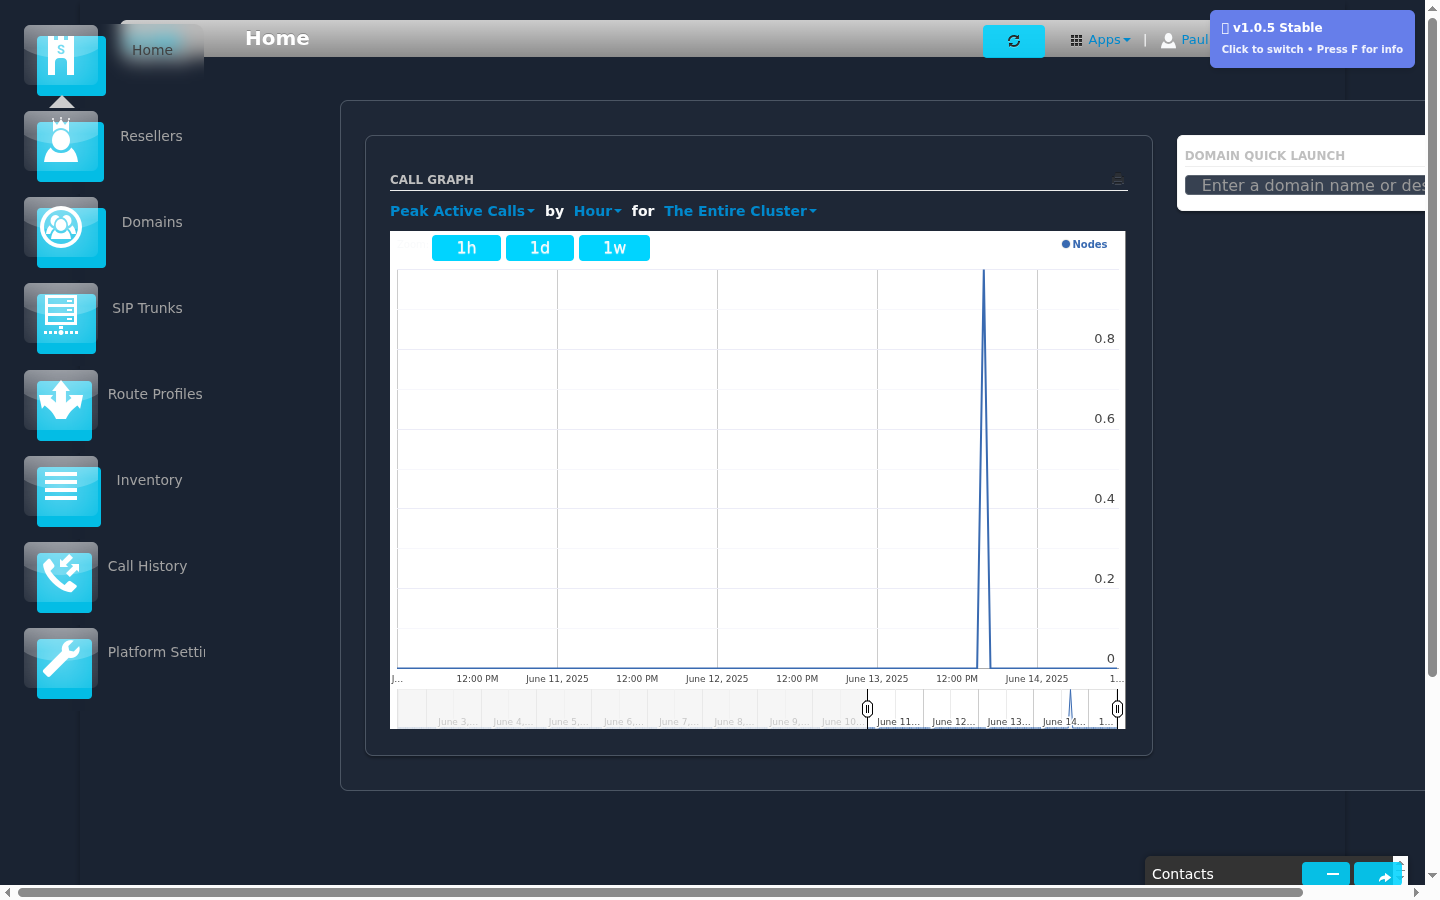 Home
Home
Apps
|
Paul
v1.0.5 Stable
Click to switch • Press F for info
S
Resellers
Domains
SIP Trunks
Route Profiles
Inventory
Call History
Platform Setti
CALL GRAPH
Peak Active Calls by Hour for The Entire Cluster
1h 1d 1w
Nodes
0.8
0.6
0.4
0.2
0
J... 12:00 PM June 11, 2025 12:00 PM June 12, 2025 12:00 PM June 13, 2025 12:00 PM June 14, 2025 1...
June 3,... June 4,... June 5,... June 6,... June 7,... June 8,... June 9,... June 10... June 11... June 12... June 13... June 14... 1...
DOMAIN QUICK LAUNCH
Enter a domain name or des
Contacts